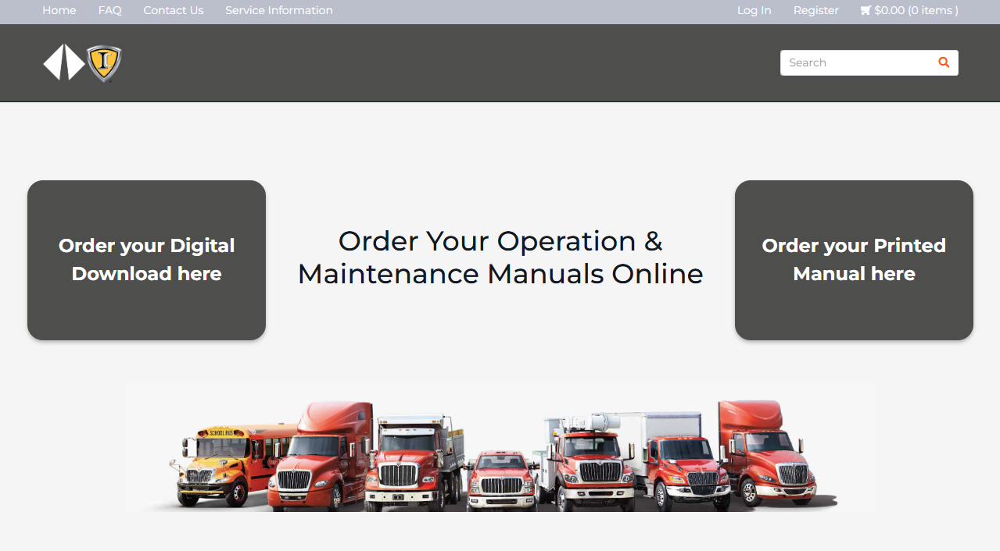 Home FAQ Contact Us Service Information Log In Register $0.00 (0 items )
Search
Order your Digital
Download here
Order Your Operation &
Maintenance Manuals Online
Order your Printed
Manual here
SCHOOL BUS